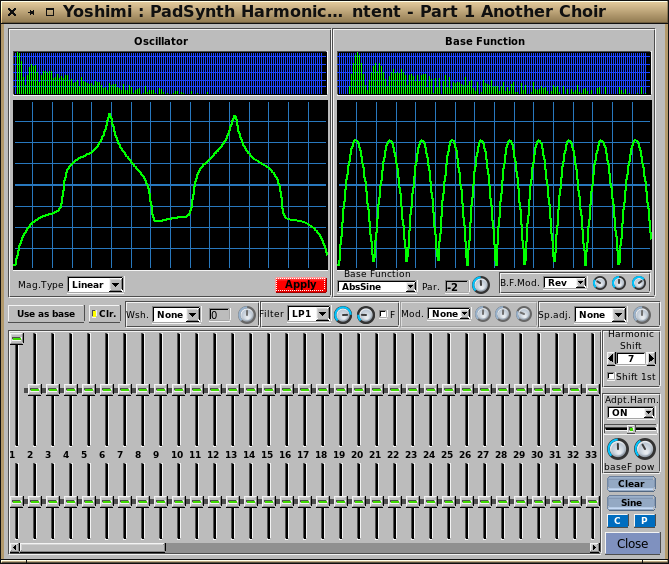 Yoshimi : PadSynth Harmonic... ntent - Part 1 Another Choir
Oscillator
Base Function
Mag.Type Linear Apply
Base Function
AbsSine Par. -2 B.F.Mod. Rev
Use as base Clr. Wsh. None 0 Filter LP1 F Mod. None Sp.adj. None
Harmonic
Shift
7
Shift 1st
Adpt.Harm.
ON
1 2 3 4 5 6 7 8 9 10 11 12 13 14 15 16 17 18 19 20 21 22 23 24 25 26 27 28 29 30 31 32 33
baseF pow
Clear
Sine
C P
Close